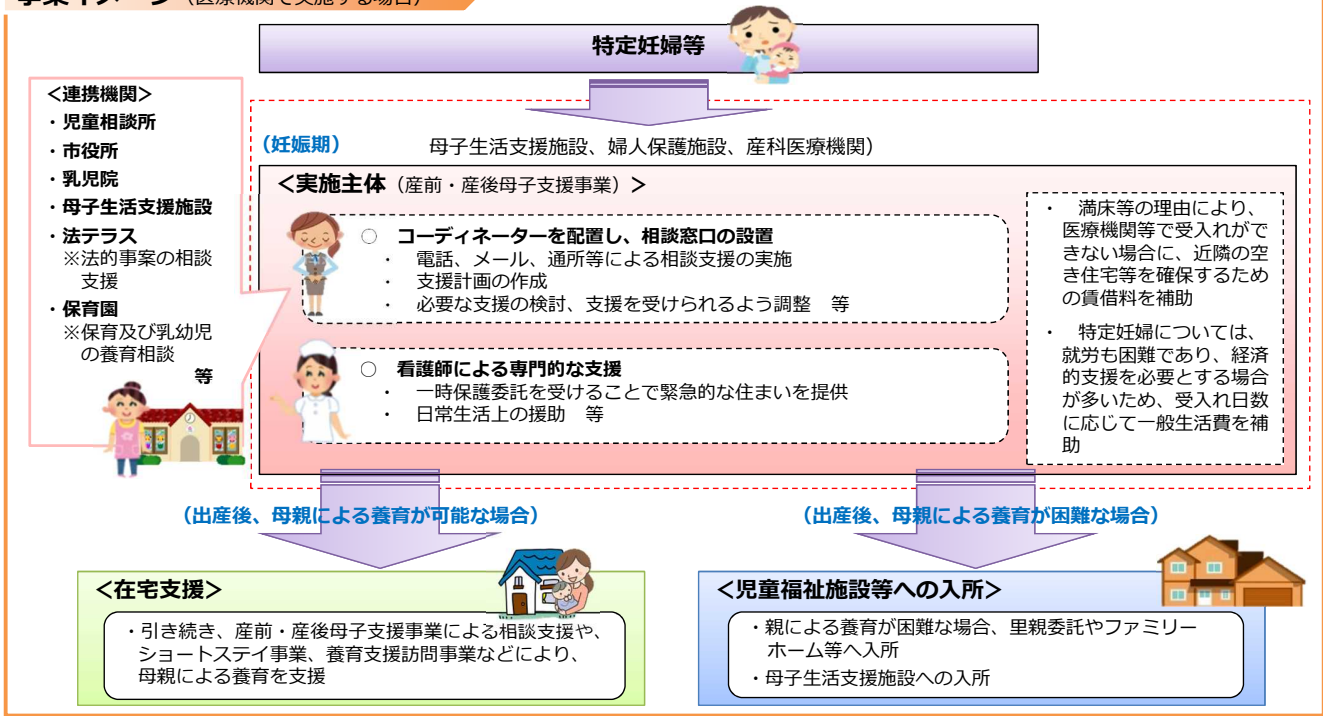 事業イメージ（医療機関で実施する場合）
特定妊婦等
＜連携機関＞
・児童相談所
・市役所
・乳児院
・母子生活支援施設
・法テラス
※法的事案の相談
支援
・保育園
※保育及び乳幼児
の養育相談
等
（妊娠期）
母子生活支援施設、婦人保護施設、産科医療機関）
＜実施主体（産前・産後母子支援事業）＞
○　コーディネーターを配置し、相談窓口の設置
・　電話、メール、通所等による相談支援の実施
・　支援計画の作成
・　必要な支援の検討、支援を受けられるよう調整　等
○　看護師による専門的な支援
・　一時保護委託を受けることで緊急的な住まいを提供
・　日常生活上の援助　等
・　満床等の理由により、
医療機関等で受入れがで
きない場合に、近隣の空
き住宅等を確保するため
の賃借料を補助
・　特定妊婦については、
就労も困難であり、経済
的支援を必要とする場合
が多いため、受入れ日数
に応じて一般生活費を補
助
（出産後、母親による養育が可能な場合）
（出産後、母親による養育が困難な場合）
＜在宅支援＞
・引き続き、産前・産後母子支援事業による相談支援や、
ショートステイ事業、養育支援訪問事業などにより、
母親による養育を支援
＜児童福祉施設等への入所＞
・親による養育が困難な場合、里親委託やファミリー
ホーム等へ入所
・母子生活支援施設への入所